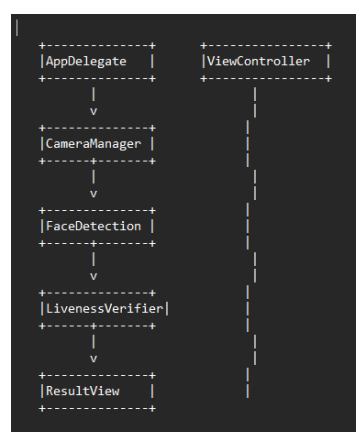 |
+--------------+      +---------------+
|AppDelegate   |      |ViewController |
+--------------+      +---------------+
       |                    |
       v                    |
+--------------+           |
|CameraManager |           |
+------+-------+           |
       |                    |
       v                    |
+--------------+           |
|FaceDetection |           |
+------+-------+           |
       |                    |
       v                    |
+--------------+           |
|LivenessVerifier|         |
+------+-------+           |
       |                    |
       v                    |
+--------------+           |
|ResultView    |           |
+--------------+